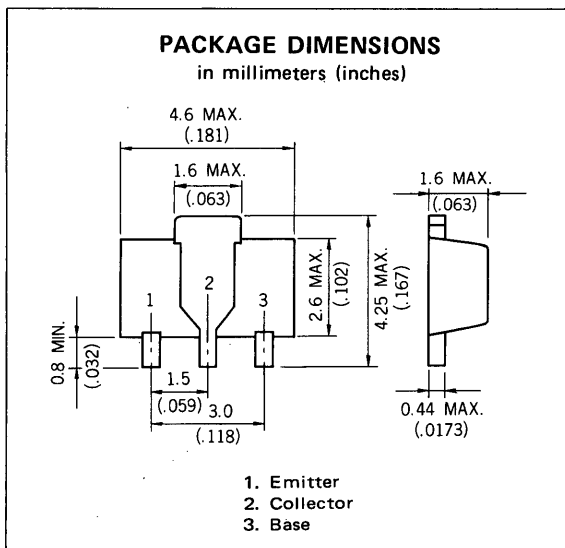 PACKAGE DIMENSIONS
in millimeters (inches)
4.6 MAX.
(.181)
1.6 MAX.
(.063)
1.6 MAX.
(.063)
1
2
3
2.6 MAX.
(.102)
4.25 MAX.
(.167)
0.8 MIN.
(.032)
1.5
(.059)
3.0
(.118)
0.44 MAX.
(.0173)
1. Emitter
2. Collector
3. Base